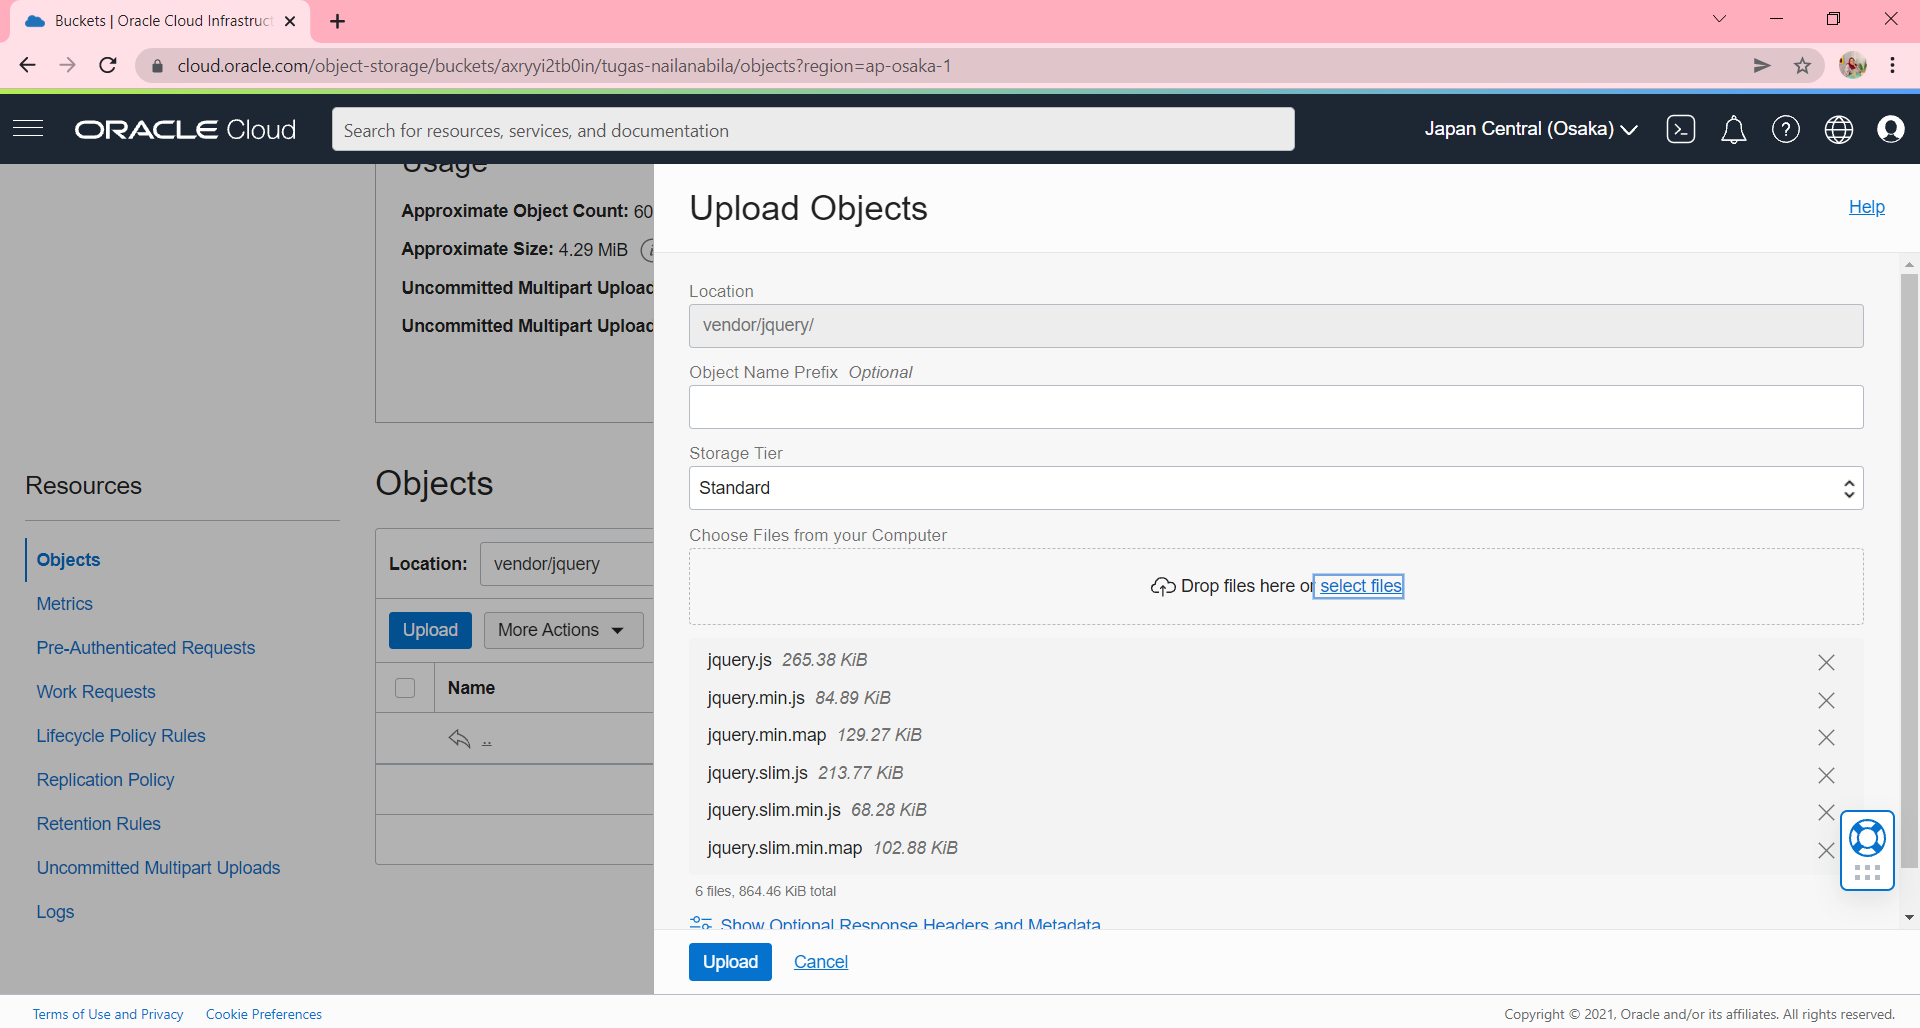 Buckets | Oracle Cloud Infrastruct
cloud.oracle.com/object-storage/buckets/axryyi2tb0in/tugas-nailanabila/objects?region=ap-osaka-1
ORACLE Cloud
Search for resources, services, and documentation
Japan Central (Osaka)
Usage
Approximate Object Count: 60
Approximate Size: 4.29 MiB
Uncommitted Multipart Upload
Uncommitted Multipart Upload
Resources
Objects
Metrics
Pre-Authenticated Requests
Work Requests
Lifecycle Policy Rules
Replication Policy
Retention Rules
Uncommitted Multipart Uploads
Logs
Objects
Location: vendor/jquery
Upload
More Actions
Name
..
Upload Objects
Help
Location
vendor/jquery/
Object Name Prefix Optional
Storage Tier
Standard
Choose Files from your Computer
Drop files here or select files
jquery.js 265.38 KiB
jquery.min.js 84.89 KiB
jquery.min.map 129.27 KiB
jquery.slim.js 213.77 KiB
jquery.slim.min.js 68.28 KiB
jquery.slim.min.map 102.88 KiB
6 files, 864.46 KiB total
Show Optional Response Headers and Metadata
Upload
Cancel
Terms of Use and Privacy
Cookie Preferences
Copyright © 2021, Oracle and/or its affiliates. All rights reserved.